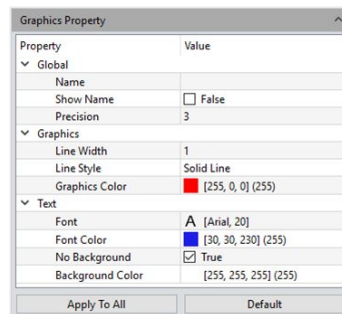 Graphics Property
Property Value
Global
Name
Show Name False
Precision 3
Graphics
Line Width 1
Line Style Solid Line
Graphics Color [255, 0, 0] (255)
Text
Font A [Arial, 20]
Font Color [30, 30, 230] (255)
No Background True
Background Color [255, 255, 255] (255)
Apply To All Default